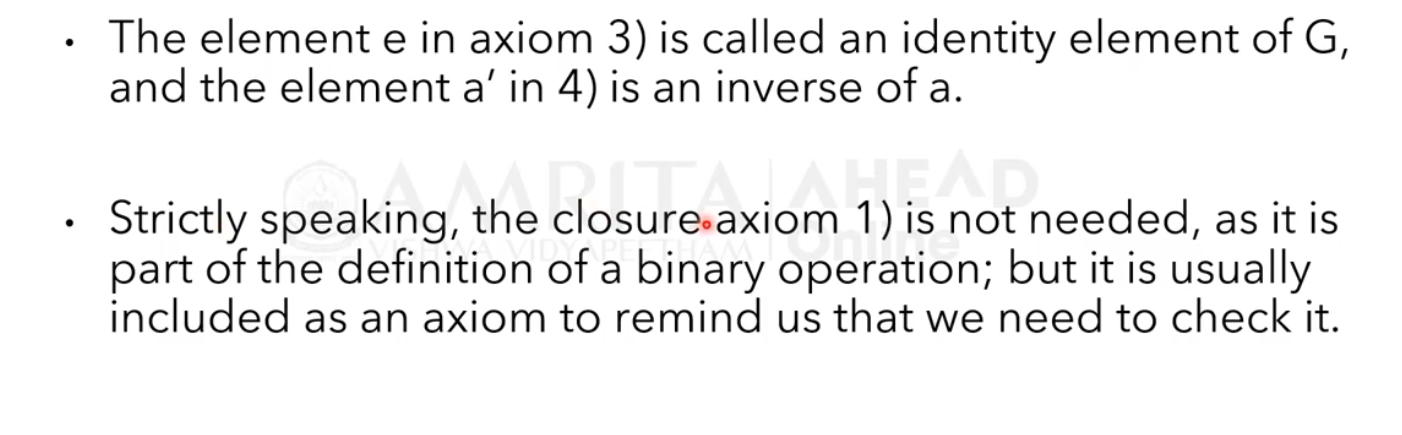 • The element e in axiom 3) is called an identity element of G,
and the element a′ in 4) is an inverse of a.
AMRITA AHEAD
VISHWA VIDYAPEETHAM Online
• Strictly speaking, the closure axiom 1) is not needed, as it is
part of the definition of a binary operation; but it is usually
included as an axiom to remind us that we need to check it.